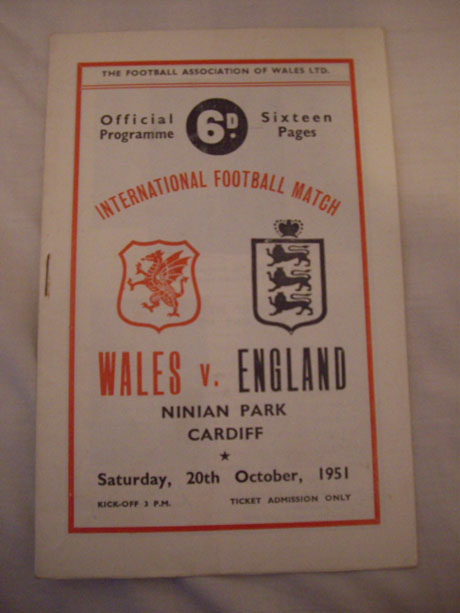 THE FOOTBALL ASSOCIATION OF WALES LTD.
Official Programme
6D.
Sixteen Pages
INTERNATIONAL FOOTBALL MATCH
WALES v. ENGLAND
NINIAN PARK
CARDIFF
Saturday, 20th October, 1951
KICK-OFF 3 P.M. TICKET ADMISSION ONLY